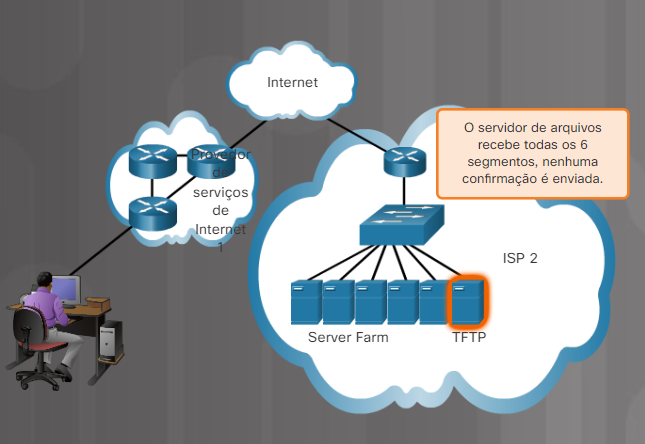 Internet
O servidor de arquivos
recebe todas os 6
segmentos, nenhuma
confirmação é enviada.
Provedor
de
serviços
de
Internet
1
ISP 2
Server Farm
TFTP